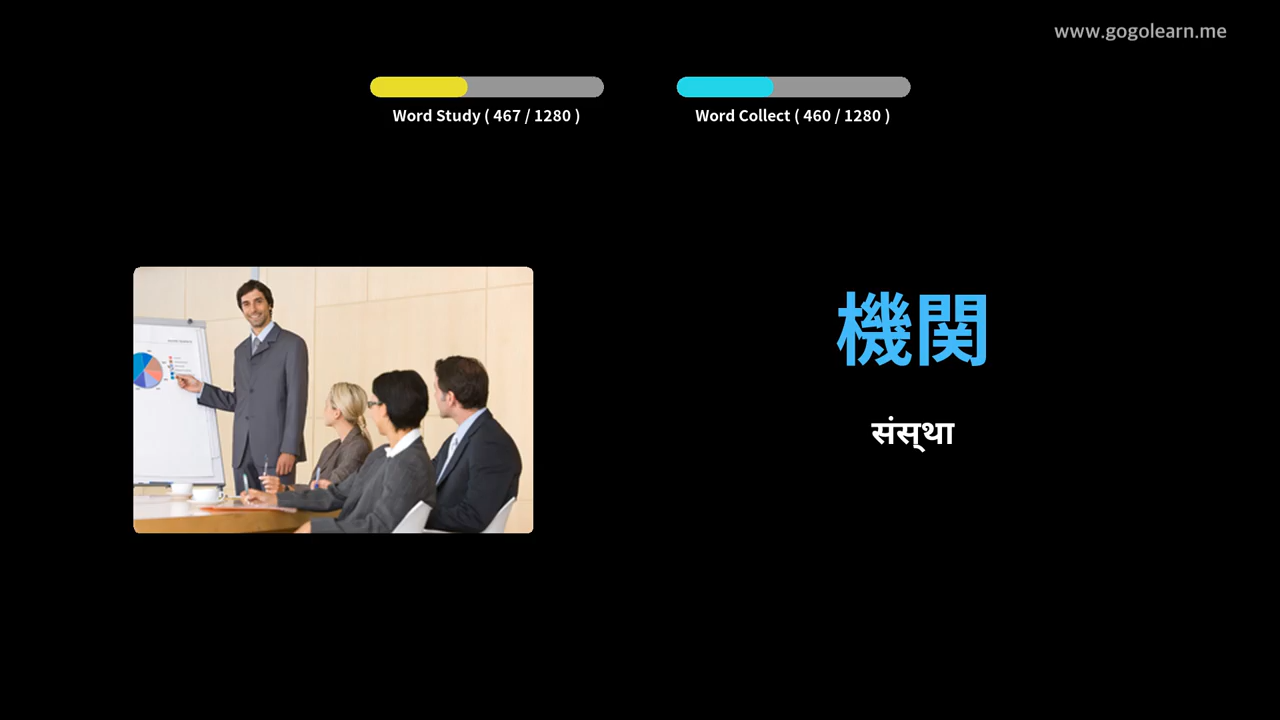 www.gogolearn.me
Word Study ( 467 / 1280 )
Word Collect ( 460 / 1280 )
機関
संस्था